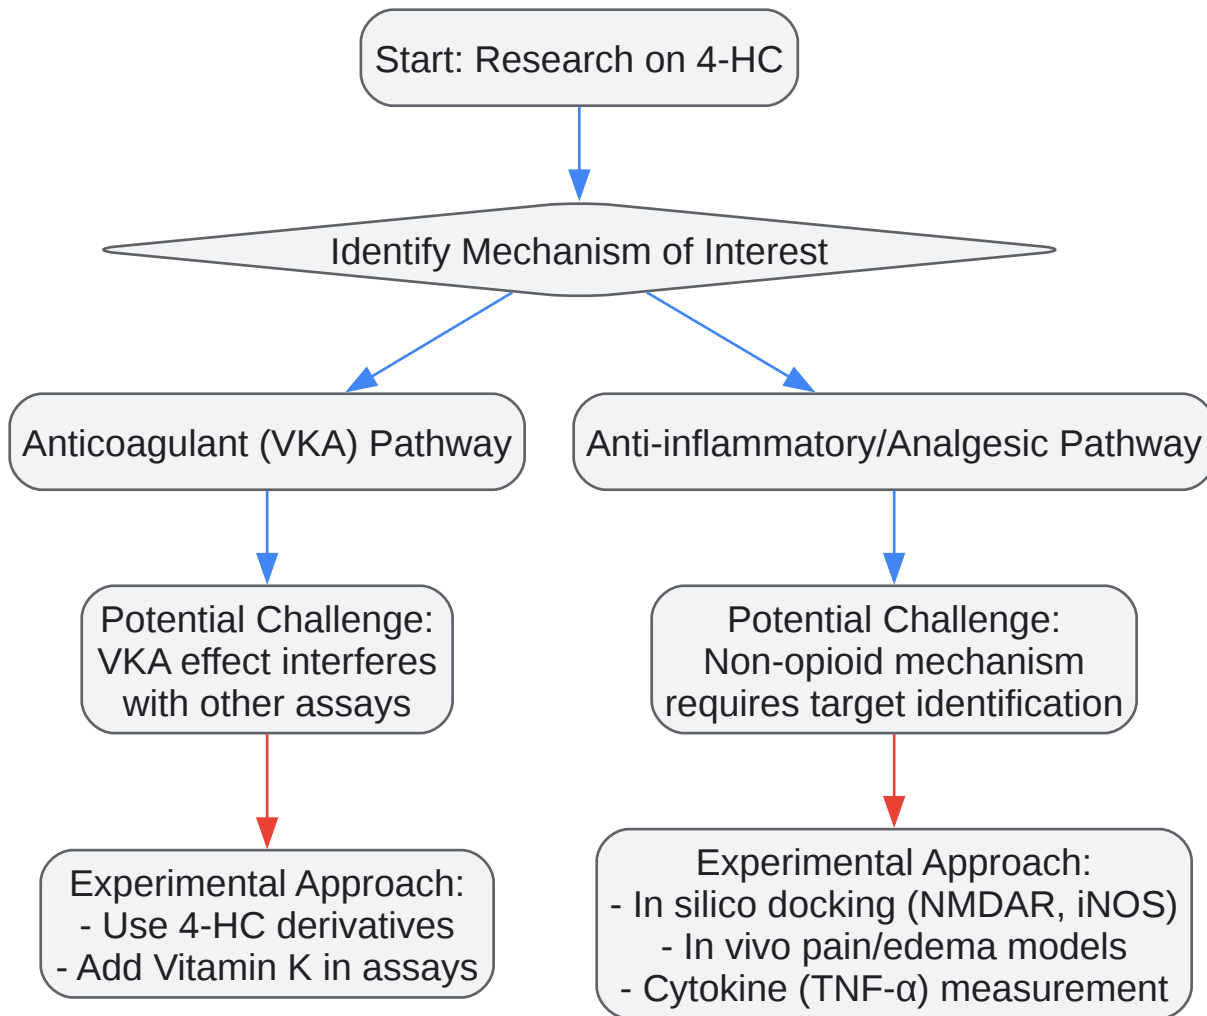 Start: Research on 4-HC
Identify Mechanism of Interest
Anticoagulant (VKA) Pathway
Anti-inflammatory/Analgesic Pathway
Potential Challenge:
VKA effect interferes
with other assays
Potential Challenge:
Non-opioid mechanism
requires target identification
Experimental Approach:
- Use 4-HC derivatives
- Add Vitamin K in assays
Experimental Approach:
- In silico docking (NMDAR, iNOS)
- In vivo pain/edema models
- Cytokine (TNF-α) measurement